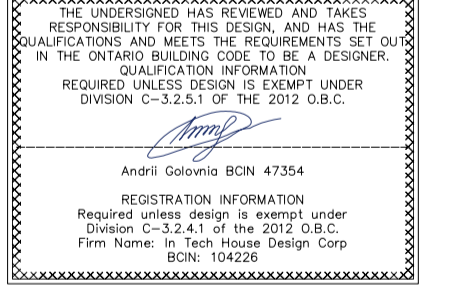 THE UNDERSIGNED HAS REVIEWED AND TAKES
RESPONSIBILITY FOR THIS DESIGN, AND HAS THE
QUALIFICATIONS AND MEETS THE REQUIREMENTS SET OUT
IN THE ONTARIO BUILDING CODE TO BE A DESIGNER.
QUALIFICATION INFORMATION
REQUIRED UNLESS DESIGN IS EXEMPT UNDER
DIVISION C-3.2.5.1 OF THE 2012 O.B.C.
Andrii Golovnia BCIN 47354
REGISTRATION INFORMATION
Required unless design is exempt under
Division C-3.2.4.1 of the 2012 O.B.C.
Firm Name: In Tech House Design Corp
BCIN: 104226